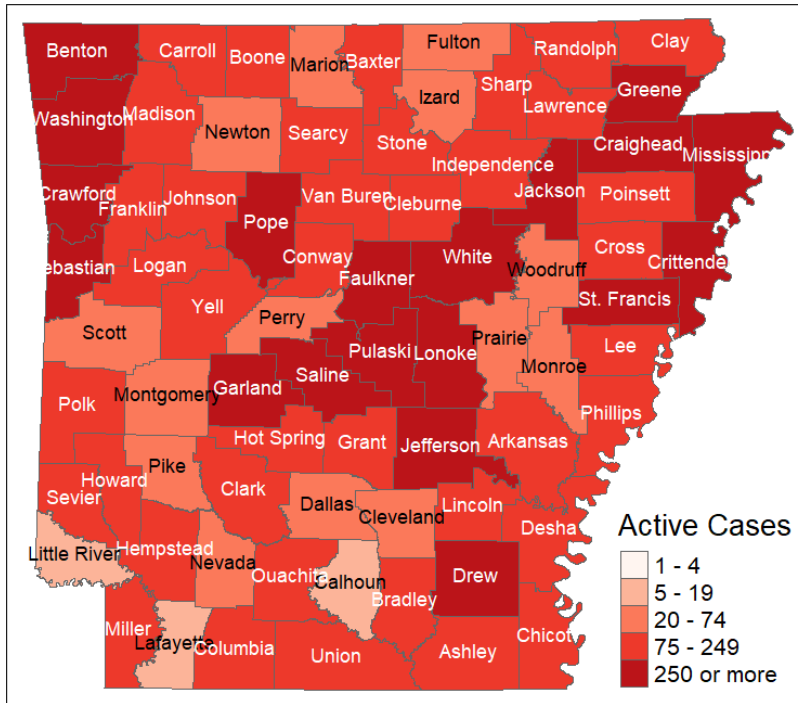 Benton
Carroll
Boone
Marion
Baxter
Fulton
Randolph
Clay
Washington
Madison
Newton
Searcy
Stone
Izard
Sharp
Lawrence
Greene
Craighead
Mississipp
Crawford
Franklin
Johnson
Pope
Van Buren
Cleburne
Independence
Jackson
Poinsett
ebastian
Logan
Yell
Conway
Faulkner
White
Woodruff
Cross
Crittende
St. Francis
Scott
Perry
Pulaski
Lonoke
Prairie
Monroe
Lee
Polk
Montgomery
Garland
Saline
Hot Spring
Grant
Jefferson
Arkansas
Phillips
Sevier
Howard
Pike
Clark
Dallas
Cleveland
Lincoln
Desha
Little River
Hempstead
Nevada
Ouachita
Calhoun
Bradley
Drew
Miller
Lafayette
Columbia
Union
Ashley
Chicot
Active Cases
1 - 4
5 - 19
20 - 74
75 - 249
250 or more